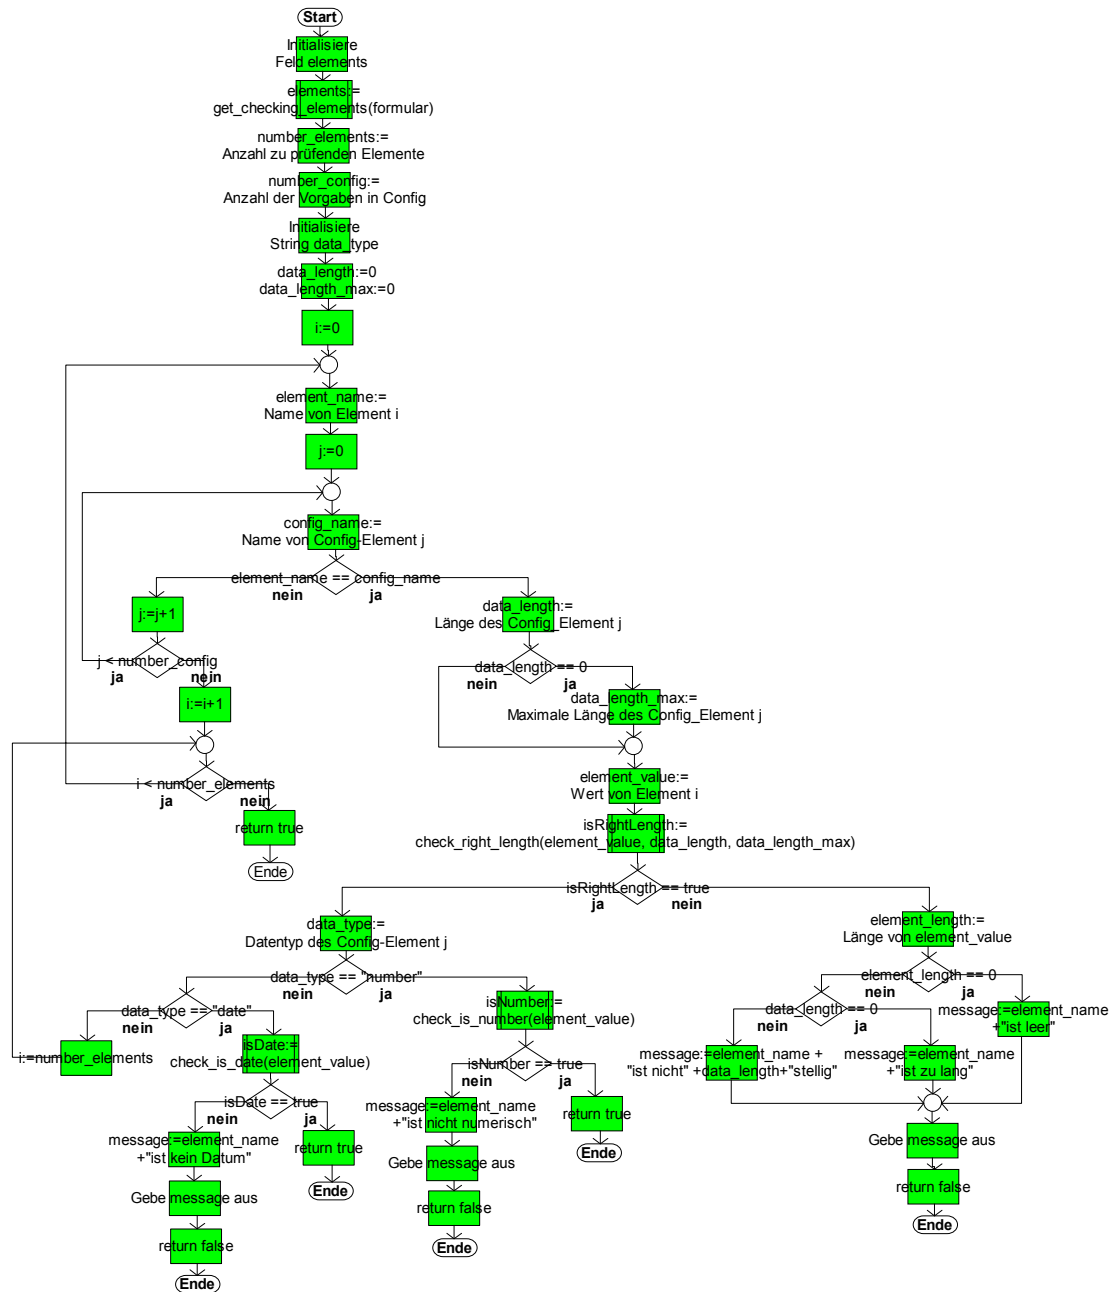 Start
Initialisiere
Feld elements
elements:=
get_checking_elements(formular)
number_elements:=
Anzahl zu prüfenden Elemente
number_config:=
Anzahl der Vorgaben in Config
Initialisiere
String data_type
data_length:=0
data_length_max:=0
i:=0
element_name:=
Name von Element i
j:=0
config_name:=
Name von Config-Element j
element_name == config_name
nein
ja
j:=j+1
j < number_config
ja
nein
i:=i+1
i < number_elements
ja
nein
return true
Ende
data_length:=
Länge des Config_Element j
data_length == 0
nein
ja
data_length_max:=
Maximale Länge des Config_Element j
element_value:=
Wert von Element i
isRightLength:=
check_right_length(element_value, data_length, data_length_max)
isRightLength == true
ja
nein
data_type:=
Datentyp des Config-Element j
data_type == "number"
nein
ja
data_type == "date"
nein
ja
i:=number_elements
isDate:=
check_is_date(element_value)
isDate == true
nein
ja
message:=element_name
+"ist kein Datum"
Gebe message aus
return false
Ende
return true
Ende
isNumber:=
check_is_number(element_value)
isNumber == true
nein
ja
message:=element_name
+"ist nicht numerisch"
Gebe message aus
return false
Ende
return true
Ende
element_length:=
Länge von element_value
element_length == 0
nein
ja
data_length == 0
nein
ja
message:=element_name
+"ist leer"
message:=element_name +
"ist nicht" +data_length+"stellig"
message:=element_name
+"ist zu lang"
Gebe message aus
return false
Ende